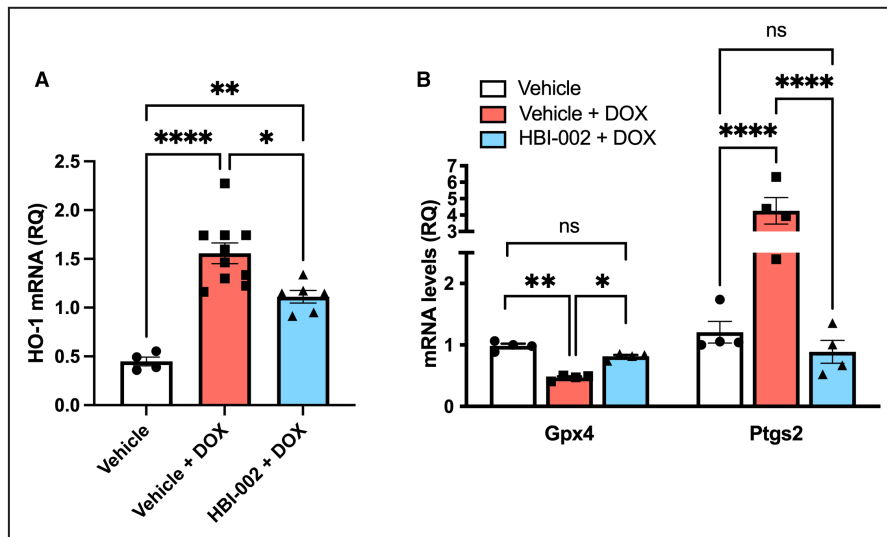 A
**
****
*
HO-1 mRNA (RQ)
2.5
2.0
1.5
1.0
0.5
0.0
Vehicle
Vehicle + DOX
HBI-002 + DOX
B
Vehicle
Vehicle + DOX
HBI-002 + DOX
ns
****
****
ns
**
*
mRNA levels (RQ)
7
6
5
4
3
2
1
0
Gpx4
Ptgs2